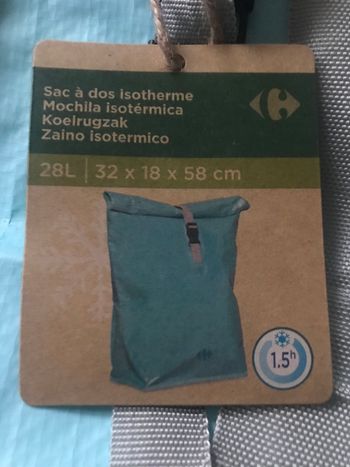 Sac à dos isotherme
Mochila isotérmica
Koelrugzak
Zaino isotermico
28L | 32 x 18 x 58 cm
1.5h